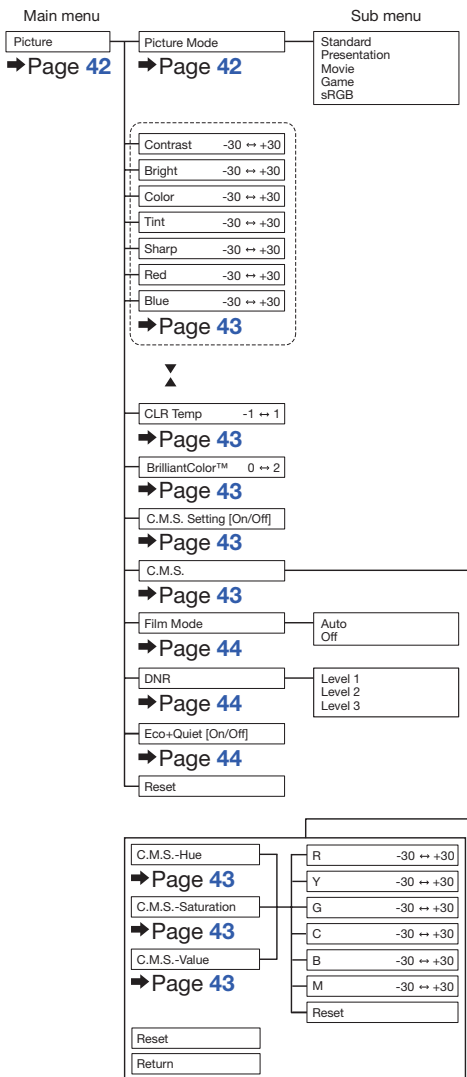 Main menu Sub menu
Picture Picture Mode Standard
Presentation
Movie
Game
sRGB
➡Page 42 ➡Page 42
Contrast -30 ↔ +30
Bright -30 ↔ +30
Color -30 ↔ +30
Tint -30 ↔ +30
Sharp -30 ↔ +30
Red -30 ↔ +30
Blue -30 ↔ +30
➡Page 43
CLR Temp -1 ↔ 1
➡Page 43
BrilliantColor™ 0 ↔ 2
➡Page 43
C.M.S. Setting [On/Off]
➡Page 43
C.M.S.
➡Page 43
Film Mode Auto
Off
➡Page 44
DNR Level 1
Level 2
Level 3
➡Page 44
Eco+Quiet [On/Off]
➡Page 44
Reset
C.M.S.-Hue R -30 ↔ +30
➡Page 43 Y -30 ↔ +30
C.M.S.-Saturation G -30 ↔ +30
➡Page 43 C -30 ↔ +30
C.M.S.-Value B -30 ↔ +30
➡Page 43 M -30 ↔ +30
Reset
Reset
Return